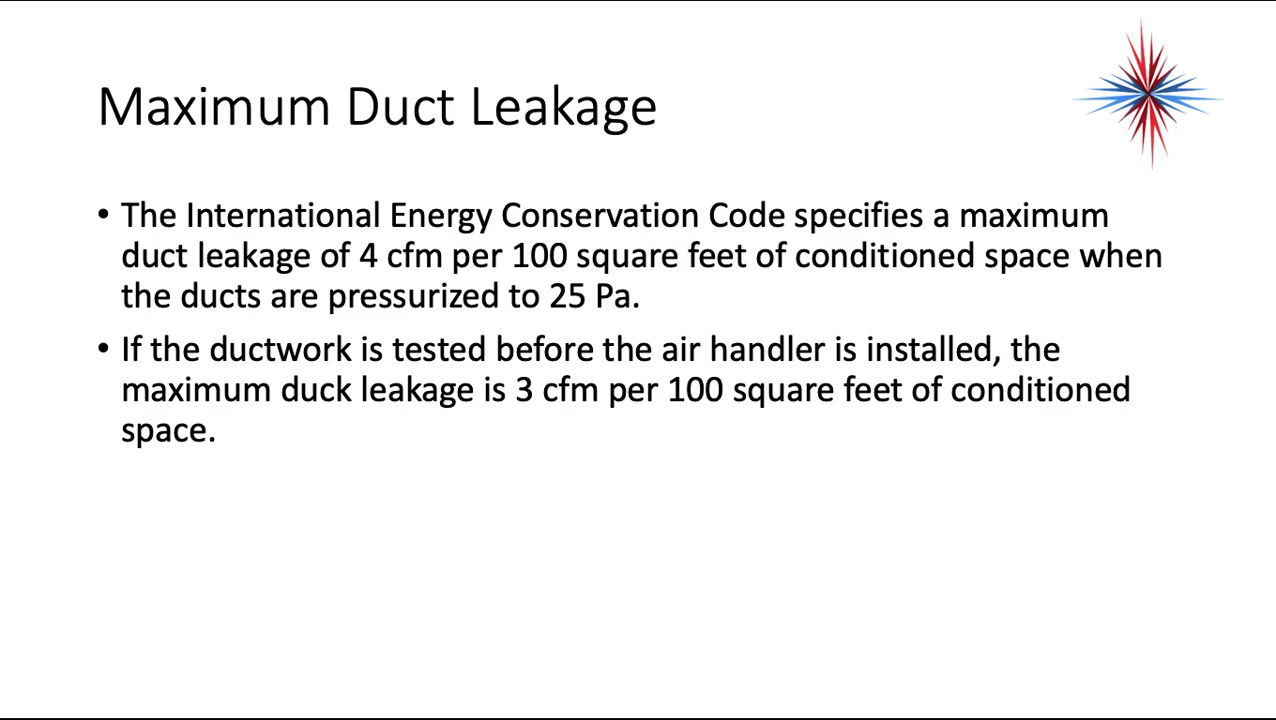 Maximum Duct Leakage
• The International Energy Conservation Code specifies a maximum
duct leakage of 4 cfm per 100 square feet of conditioned space when
the ducts are pressurized to 25 Pa.
• If the ductwork is tested before the air handler is installed, the
maximum duck leakage is 3 cfm per 100 square feet of conditioned
space.